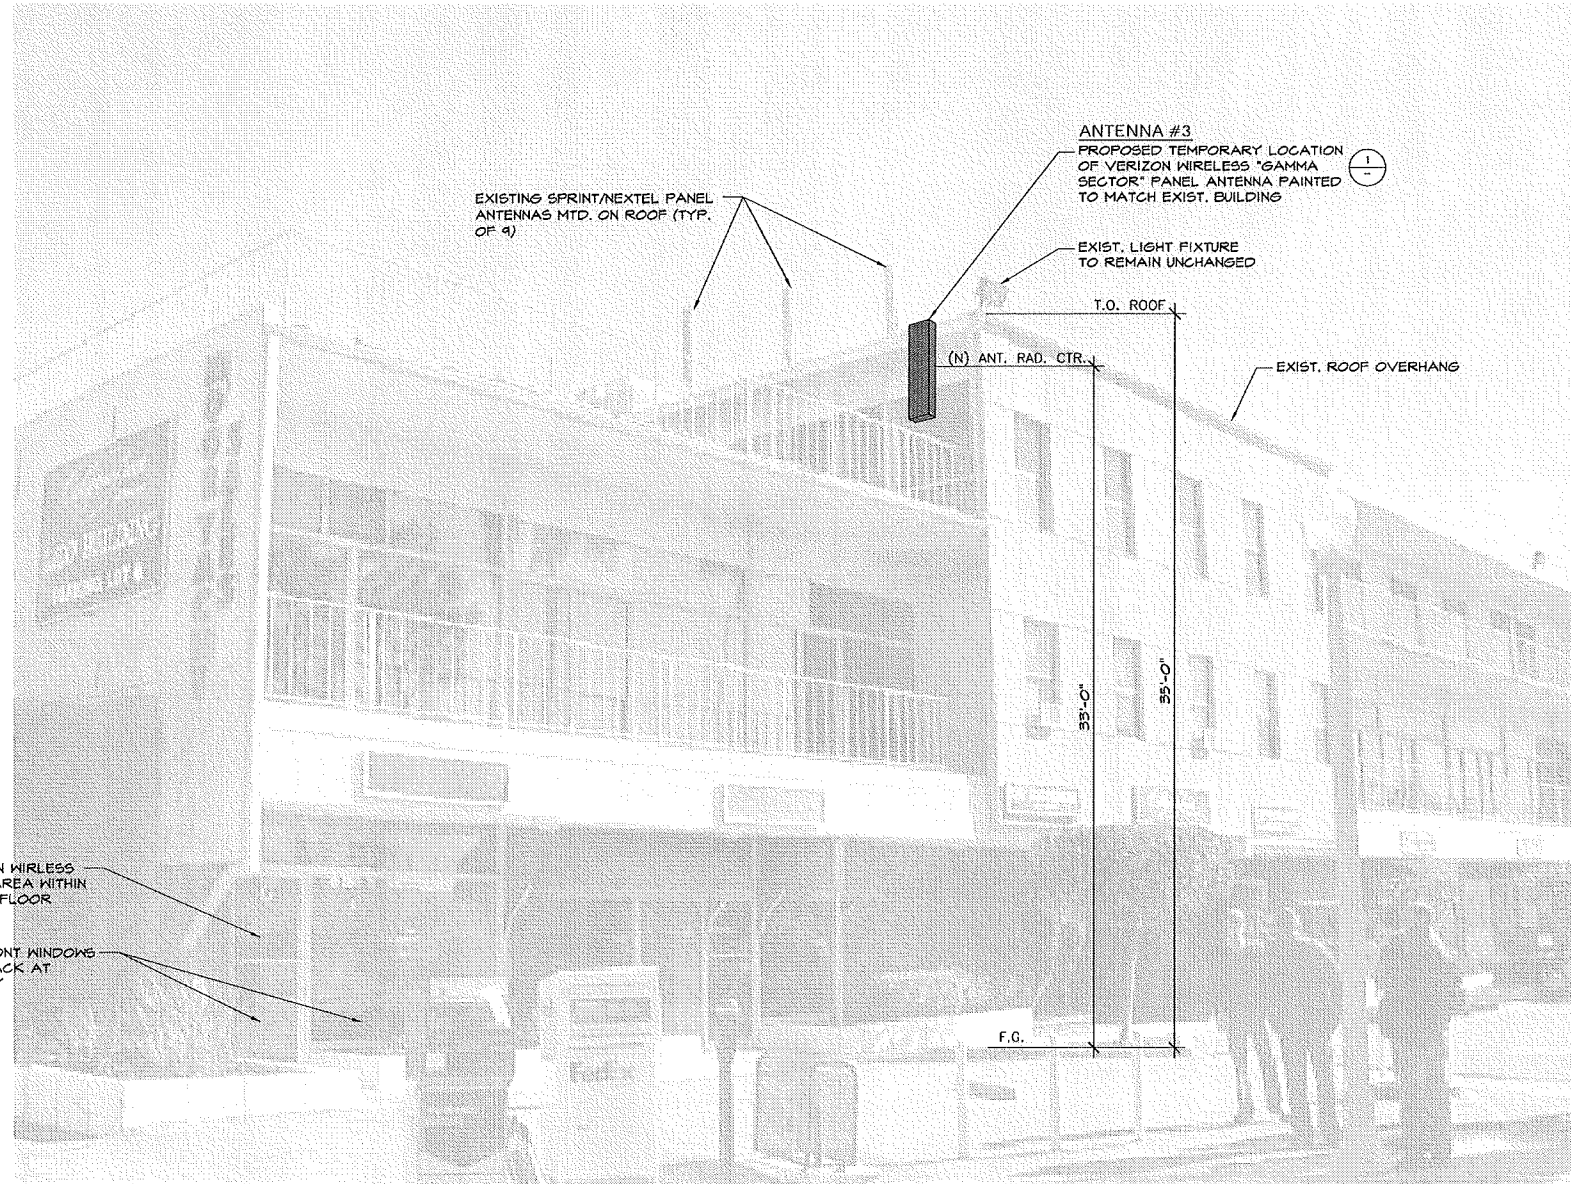 ANTENNA #3
PROPOSED TEMPORARY LOCATION
OF VERIZON WIRELESS "GAMMA
SECTOR" PANEL ANTENNA PAINTED
TO MATCH EXIST. BUILDING
1
-
EXISTING SPRINT/NEXTEL PANEL
ANTENNAS MTD. ON ROOF (TYP.
OF 9)
EXIST. LIGHT FIXTURE
TO REMAIN UNCHANGED
T.O. ROOF
(N) ANT. RAD. CTR.
EXIST. ROOF OVERHANG
33'-0"
35'-0"
N WIRLESS
AREA WITHIN
FLOOR
ONT WINDOWS
ACK AT
F.G.
FedEx